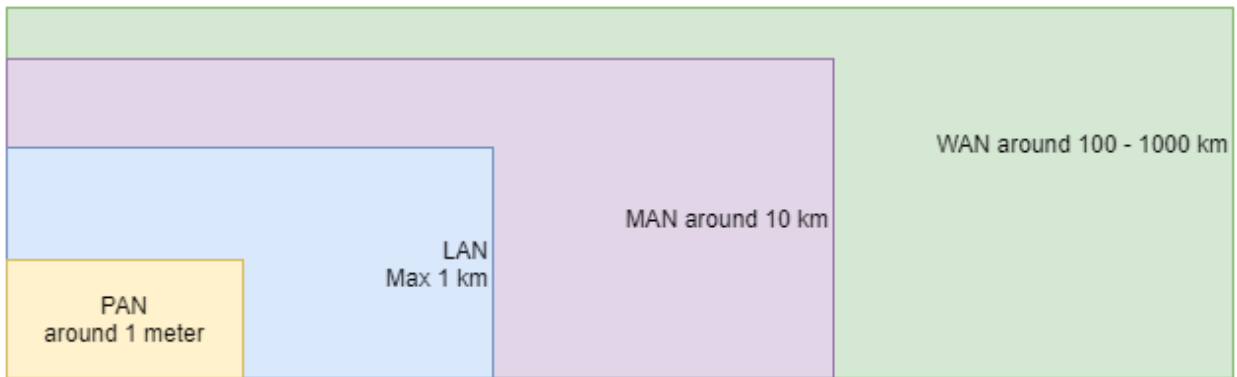 WAN around 100 - 1000 km
MAN around 10 km
LAN
Max 1 km
PAN
around 1 meter